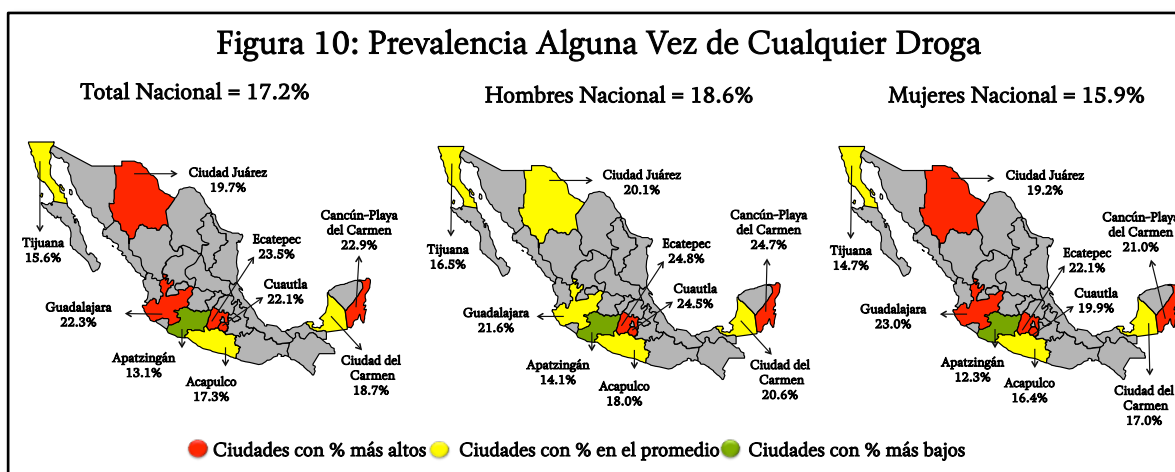 Figura 10: Prevalencia Alguna Vez de Cualquier Droga
Total Nacional = 17.2%
Ciudad Juárez
19.7%
Cancún-Playa
del Carmen
22.9%
Ecatepec
23.5%
Tijuana
15.6%
Cuautla
22.1%
Guadalajara
22.3%
Apatzingán
13.1%
Acapulco
17.3%
Ciudad del
Carmen
18.7%
Hombres Nacional = 18.6%
Ciudad Juárez
20.1%
Cancún-Playa
del Carmen
24.7%
Ecatepec
24.8%
Tijuana
16.5%
Cuautla
24.5%
Guadalajara
21.6%
Apatzingán
14.1%
Acapulco
18.0%
Ciudad del
Carmen
20.6%
Mujeres Nacional = 15.9%
Ciudad Juárez
19.2%
Cancún-Playa
del Carmen
21.0%
Ecatepec
22.1%
Tijuana
14.7%
Cuautla
19.9%
Guadalajara
23.0%
Apatzingán
12.3%
Acapulco
16.4%
Ciudad del
Carmen
17.0%
Ciudades con % más altos
Ciudades con % en el promedio
Ciudades con % más bajos